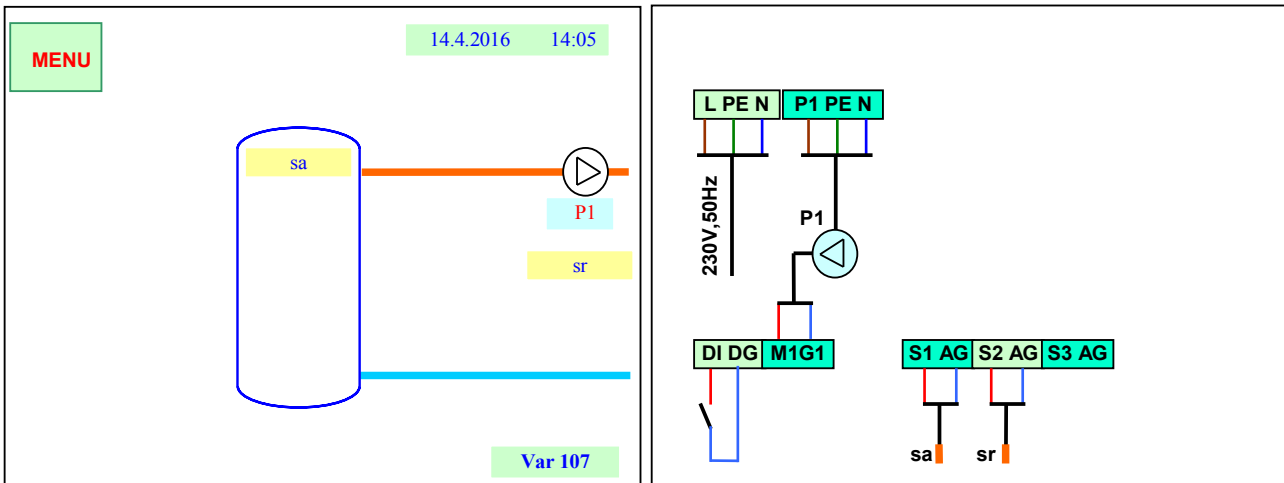 MENU
14.4.2016 14:05
sa
P1
sr
Var 107
L PE N
P1 PE N
230V,50Hz
P1
DI DG
M1G1
S1 AG
S2 AG
S3 AG
sa
sr